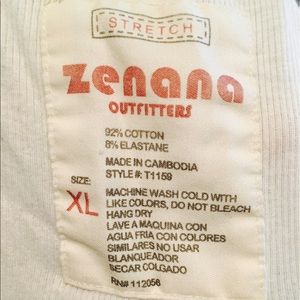 STRETCH
zenana
OUTFITTERS
92% COTTON
8% ELASTANE
MADE IN CAMBODIA
STYLE #: T1159
SIZE:
XL
MACHINE WASH COLD WITH
LIKE COLORS, DO NOT BLEACH
HANG DRY
LAVE A MAQUINA CON
AGUA FRIA CON COLORES
SIMILARES NO USAR
BLANQUEADOR
SECAR COLGADO
RN# 112056